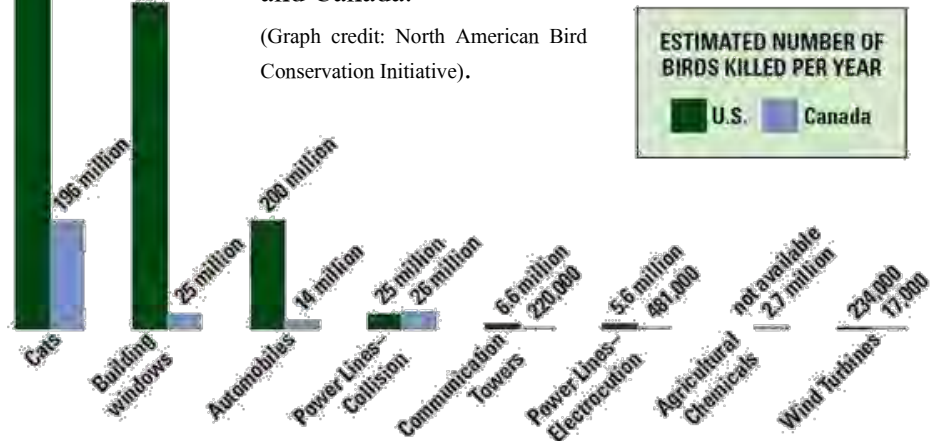 and Canada.
(Graph credit: North American Bird
Conservation Initiative).
ESTIMATED NUMBER OF
BIRDS KILLED PER YEAR
U.S.
Canada
196 million
25 million
200 million
14 million
25 million
26 million
6.6 million
220,000
5.6 million
481,000
not available
2.7 million
234,000
17,000
Cats
Building
windows
Automobiles
Power Lines–
Collision
Communication
Towers
Power Lines–
Electrocution
Agricultural
Chemicals
Wind Turbines